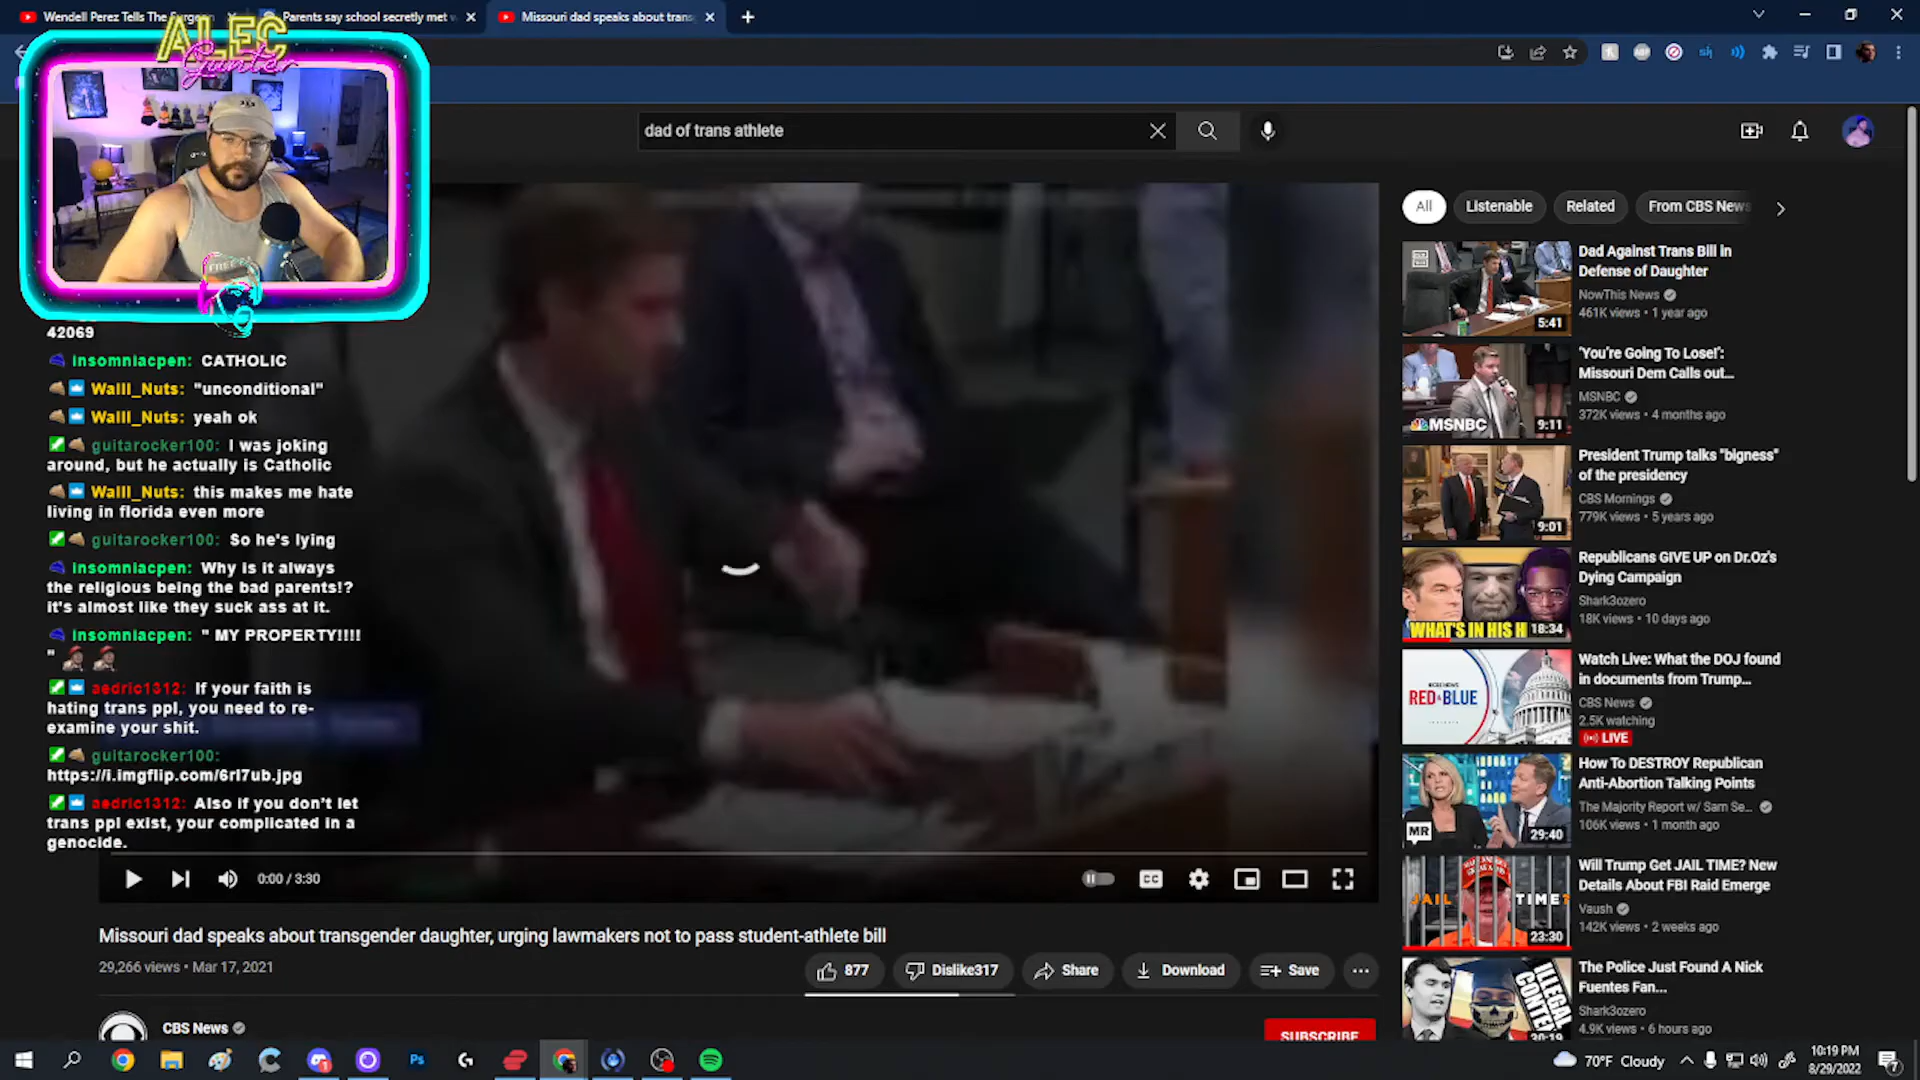 Wendell Perez Tells The Surgeon
Parents say school secretly met w
Missouri dad speaks about trans
ALEC
Gunter
dad of trans athlete
All
Listenable
Related
From CBS News
42069
insomniacpen: CATHOLIC
Walll_Nuts: "unconditional"
Walll_Nuts: yeah ok
guitarocker100: I was joking
around, but he actually is Catholic
Walll_Nuts: this makes me hate
living in florida even more
guitarocker100: So he's lying
insomniacpen: Why is it always
the religious being the bad parents!?
it's almost like they suck ass at it.
insomniacpen: " MY PROPERTY!!!!
"
aedric1312: If your faith is
hating trans ppl, you need to re-
examine your shit.
guitarocker100:
https://i.imgflip.com/6rl7ub.jpg
aedric1312: Also if you don't let
trans ppl exist, your complicated in a
genocide.
0:00 / 3:30
CC
Missouri dad speaks about transgender daughter, urging lawmakers not to pass student-athlete bill
29,266 views • Mar 17, 2021
877
Dislike317
Share
Download
Save
CBS News
SUBSCRIBE
5:41
Dad Against Trans Bill in
Defense of Daughter
NowThis News
461K views • 1 year ago
MSNBC
9:11
'You're Going To Lose!':
Missouri Dem Calls out...
MSNBC
372K views • 4 months ago
9:01
President Trump talks "bigness"
of the presidency
CBS Mornings
779K views • 5 years ago
WHAT'S IN HIS H
18:34
Republicans GIVE UP on Dr.Oz's
Dying Campaign
Shark3ozero
18K views • 10 days ago
RED & BLUE
Watch Live: What the DOJ found
in documents from Trump...
CBS News
2.5K watching
LIVE
MR
29:40
How To DESTROY Republican
Anti-Abortion Talking Points
The Majority Report w/ Sam Se...
106K views • 1 month ago
JAIL TIME?
23:30
Will Trump Get JAIL TIME? New
Details About FBI Raid Emerge
Vaush
142K views • 2 weeks ago
ILLEGAL
CONTENT
30:19
The Police Just Found A Nick
Fuentes Fan...
Shark3ozero
4.9K views • 6 hours ago
Ps
70°F Cloudy
10:19 PM
8/29/2022